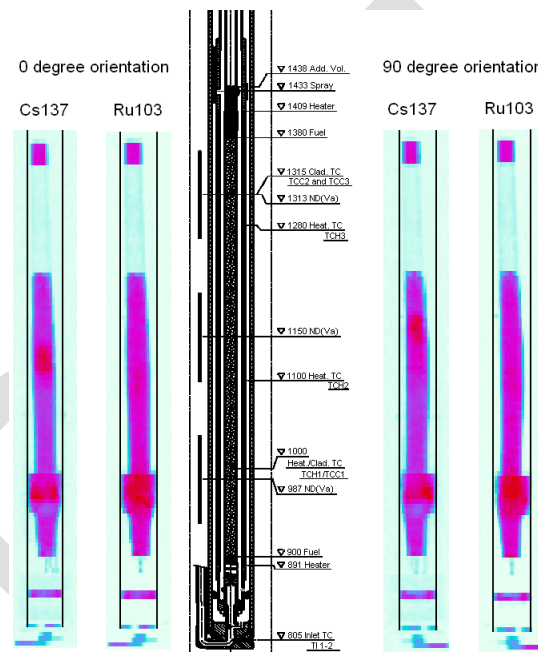 0 degree orientation
90 degree orientation
Cs137
Ru103
Cs137
Ru103
1438 Add. Vol.
1433 Spray
1409 Heater
1380 Fuel
1315 Clad. TC
TCC2 and TCC3
1313 ND(Va)
1280 Heat. TC
TCH3
1150 ND(Va)
1100 Heat. TC
TCH2
1000
Heat./Clad. TC
TCH1/TCC1
987 ND(Va)
900 Fuel
891 Heater
805 Inlet TC
TI 1-2